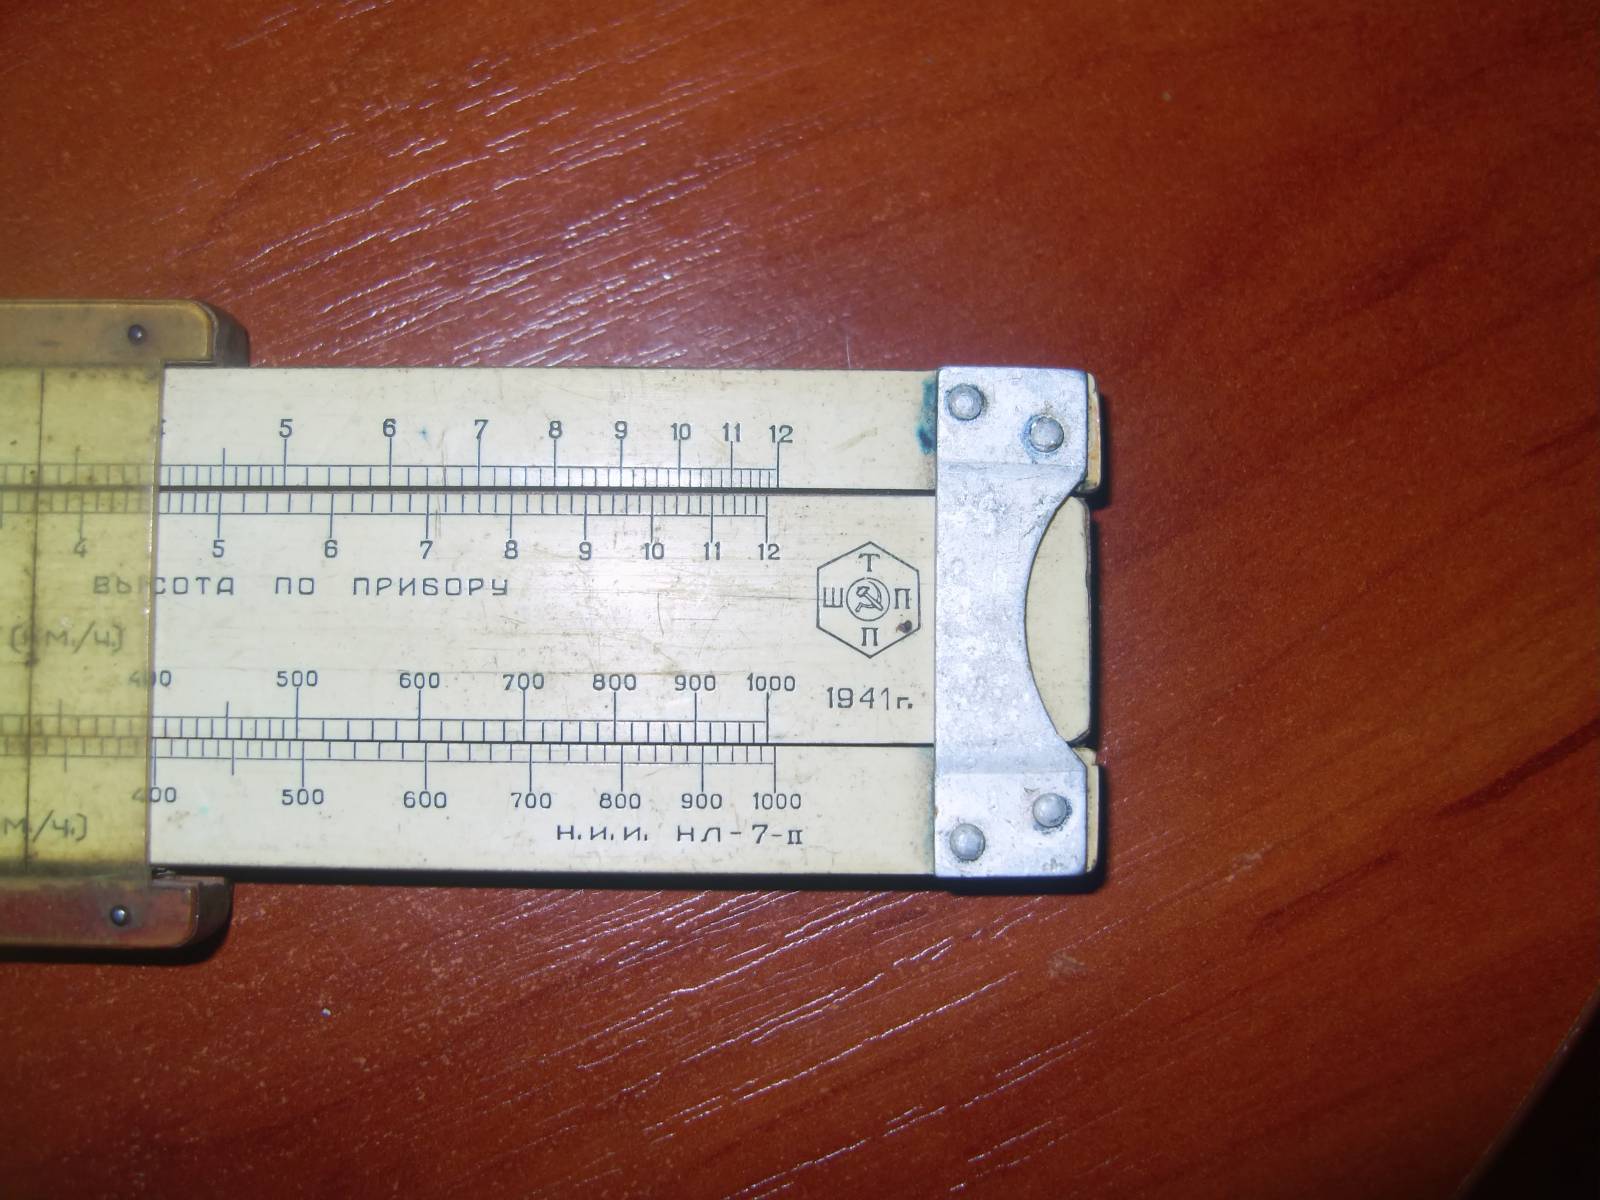 5 6 7 8 9 10 11 12
4 5 6 7 8 9 10 11 12
ВЫСОТА ПО ПРИБОРУ
Т
Ш П
П
(км./ч.)
400 500 600 700 800 900 1000
1941г.
400 500 600 700 800 900 1000
м./ч.)
Н.И.И. НЛ-7-П